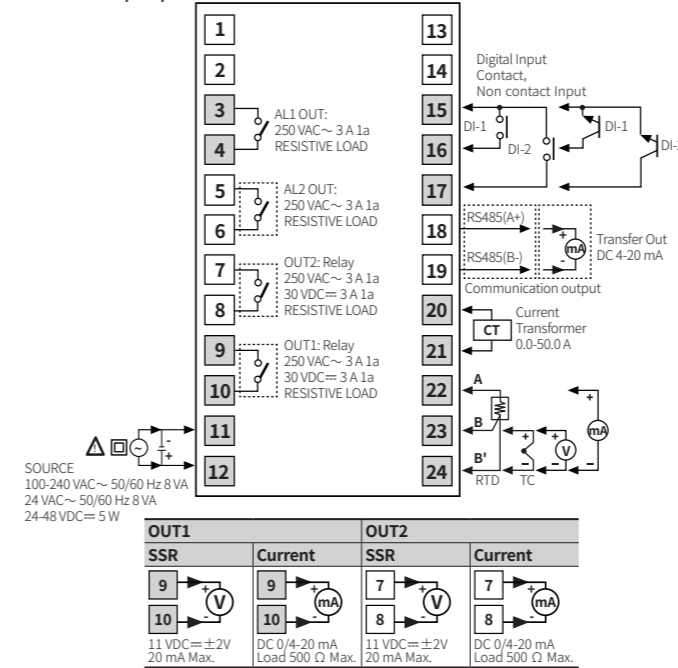 1
2
3
4
AL1 OUT:
250 VAC～ 3 A 1a
RESISTIVE LOAD
5
6
AL2 OUT:
250 VAC～ 3 A 1a
RESISTIVE LOAD
7
8
OUT2: Relay
250 VAC～ 3 A 1a
30 VDC⎓ 3 A 1a
RESISTIVE LOAD
9
10
OUT1: Relay
250 VAC～ 3 A 1a
30 VDC⎓ 3 A 1a
RESISTIVE LOAD
11
12
~
-
+
SOURCE
100-240 VAC～ 50/60 Hz 8 VA
24 VAC～ 50/60 Hz 8 VA
24-48 VDC⎓ 5 W
13
14
15
16
17
Digital Input
Contact,
Non contact Input
DI-1
DI-2
DI-1
18
19
RS485(A+)
RS485(B-)
+
mA
-
Transfer Out
DC 4-20 mA
Communication output
20
21
CT
Current
Transformer
0.0-50.0 A
22
23
24
A
B
B'
RTD
+
−
TC
+
V
−
+
mA
−
OUT1 OUT2
SSR Current SSR Current
9 + 9 + 7 + 7 +
V mA V mA
10 - 10 - 8 - 8 -
11 VDC⎓±2V DC 0/4-20 mA 11 VDC⎓±2V DC 0/4-20 mA
20 mA Max. Load 500 Ω Max. 20 mA Max. Load 500 Ω Max.